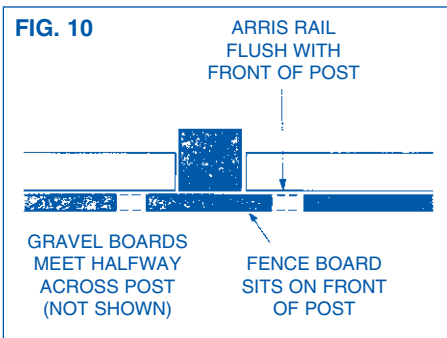 FIG. 10
ARRIS RAIL
FLUSH WITH
FRONT OF POST
GRAVEL BOARDS
MEET HALFWAY
ACROSS POST
(NOT SHOWN)
FENCE BOARD
SITS ON FRONT
OF POST